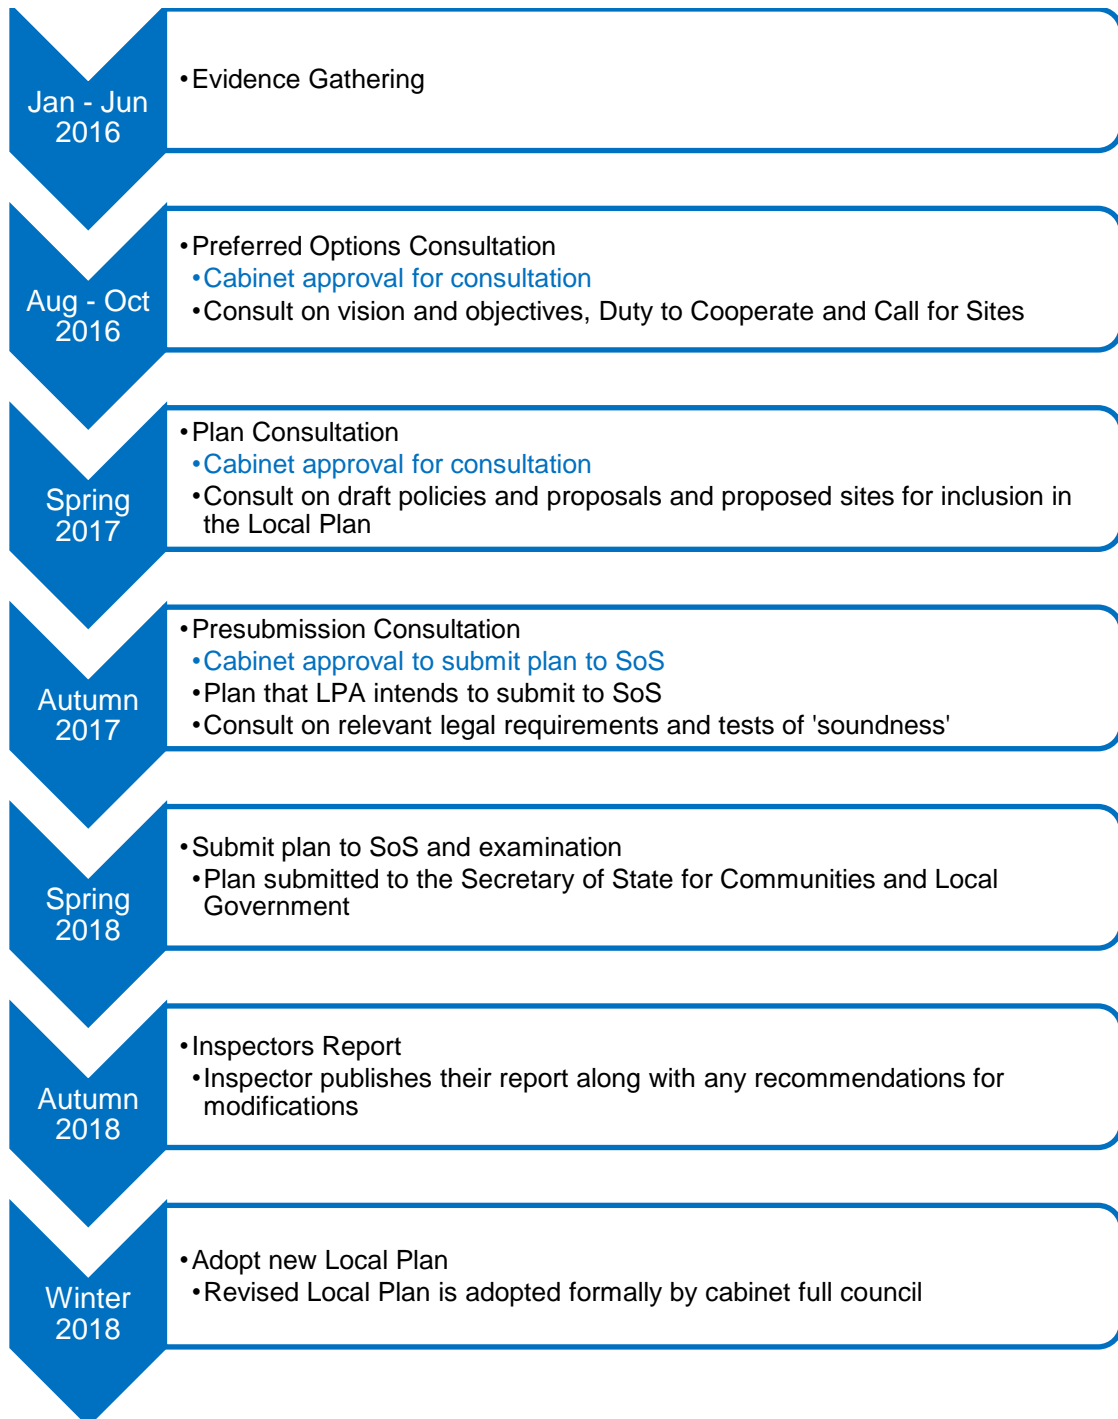 Jan - Jun
2016
•Evidence Gathering
Aug - Oct
2016
•Preferred Options Consultation
•Cabinet approval for consultation
•Consult on vision and objectives, Duty to Cooperate and Call for Sites
Spring
2017
•Plan Consultation
•Cabinet approval for consultation
•Consult on draft policies and proposals and proposed sites for inclusion in
the Local Plan
Autumn
2017
•Presubmission Consultation
•Cabinet approval to submit plan to SoS
•Plan that LPA intends to submit to SoS
•Consult on relevant legal requirements and tests of 'soundness'
Spring
2018
•Submit plan to SoS and examination
•Plan submitted to the Secretary of State for Communities and Local
Government
Autumn
2018
•Inspectors Report
•Inspector publishes their report along with any recommendations for
modifications
Winter
2018
•Adopt new Local Plan
•Revised Local Plan is adopted formally by cabinet full council